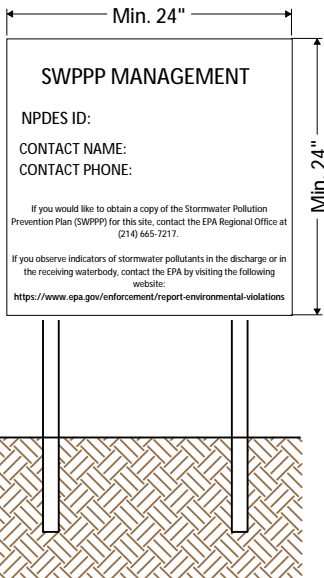 Min. 24"
SWPPP MANAGEMENT
NPDES ID:
CONTACT NAME:
CONTACT PHONE:
If you would like to obtain a copy of the Stormwater Pollution
Prevention Plan (SWPPP) for this site, contact the EPA Regional Office at
(214) 665-7217.
If you observe indicators of stormwater pollutants in the discharge or in
the receiving waterbody, contact the EPA by visiting the following
website:
https://www.epa.gov/enforcement/report-environmental-violations
Min. 24"